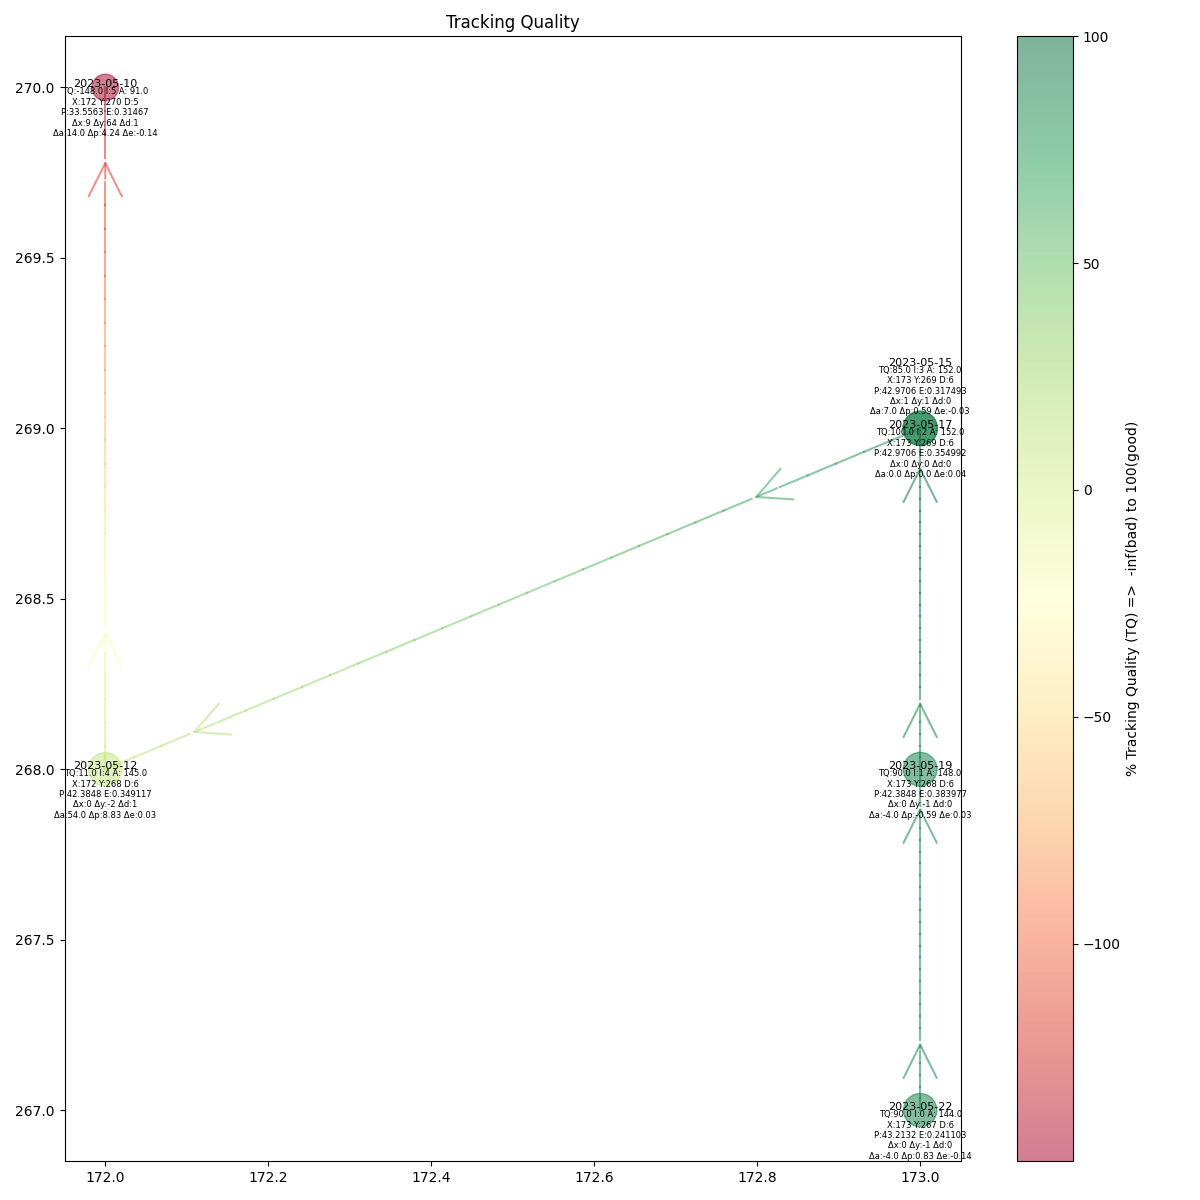 Tracking Quality
270.0
269.5
269.0
268.5
268.0
267.5
267.0
172.0
172.2
172.4
172.6
172.8
173.0
2023-05-10
TQ:-148.0 I:5 A: 91.0
X:172 Y:270 D:5
P:33.5563 E:0.31467
Δx:9 Δy:64 Δd:1
Δa:14.0 Δp:4.24 Δe:-0.14
2023-05-15
TQ:85.0 I:3 A: 152.0
X:173 Y:269 D:6
P:42.9706 E:0.317493
Δx:1 Δy:1 Δd:0
Δa:7.0 Δp:0.59 Δe:-0.03
2023-05-17
TQ:100.0 I:2 A: 152.0
X:173 Y:269 D:6
P:42.9706 E:0.354992
Δx:0 Δy:0 Δd:0
Δa:0.0 Δp:0.0 Δe:0.04
2023-05-12
TQ:11.0 I:4 A: 145.0
X:172 Y:268 D:6
P:42.3848 E:0.349117
Δx:0 Δy:-2 Δd:1
Δa:54.0 Δp:8.83 Δe:0.03
2023-05-19
TQ:90.0 I:1 A: 148.0
X:173 Y:268 D:6
P:42.3848 E:0.383977
Δx:0 Δy:-1 Δd:0
Δa:-4.0 Δp:-0.59 Δe:0.03
2023-05-22
TQ:90.0 I:0 A: 144.0
X:173 Y:267 D:6
P:43.2132 E:0.241103
Δx:0 Δy:-1 Δd:0
Δa:-4.0 Δp:0.83 Δe:-0.14
100
50
0
−50
−100
% Tracking Quality (TQ) => -inf(bad) to 100(good)